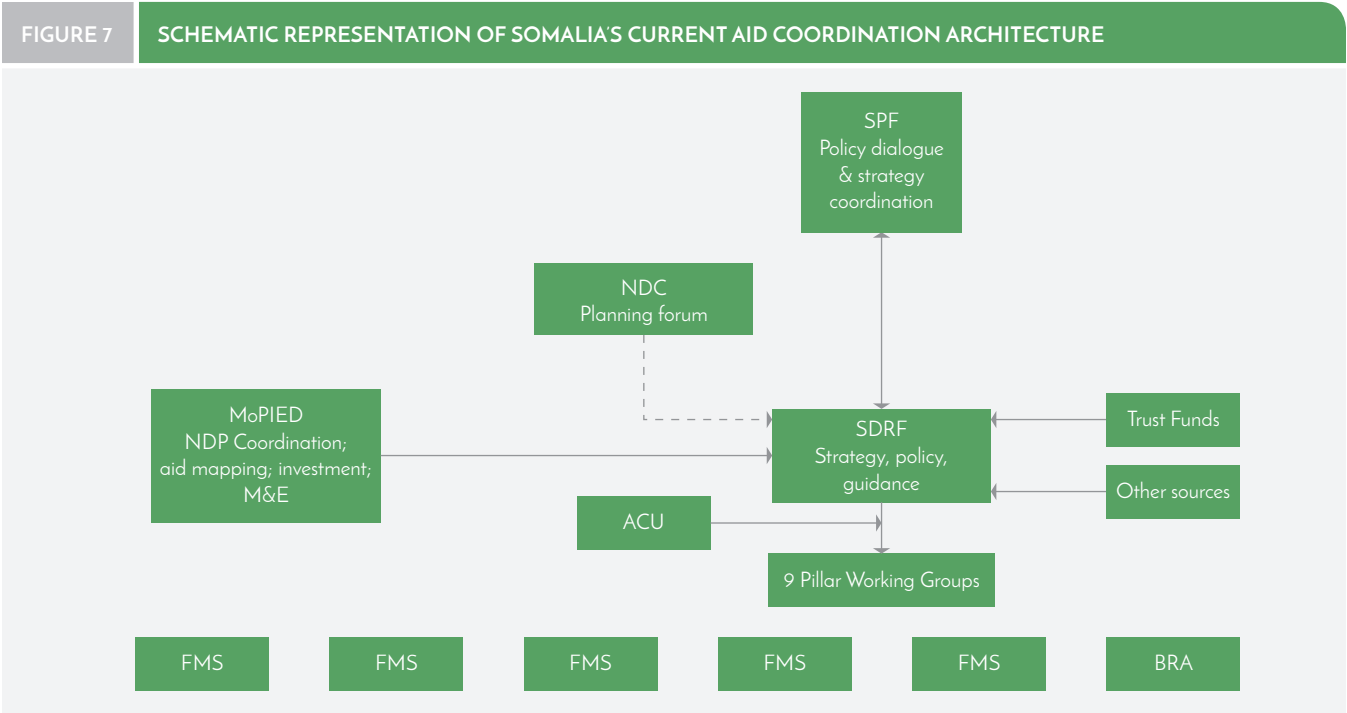 FIGURE 7
SCHEMATIC REPRESENTATION OF SOMALIA'S CURRENT AID COORDINATION ARCHITECTURE
SPF
Policy dialogue
& strategy
coordination
NDC
Planning forum
MoPIED
NDP Coordination;
aid mapping; investment;
M&E
SDRF
Strategy, policy,
guidance
Trust Funds
Other sources
ACU
9 Pillar Working Groups
FMS
FMS
FMS
FMS
FMS
BRA